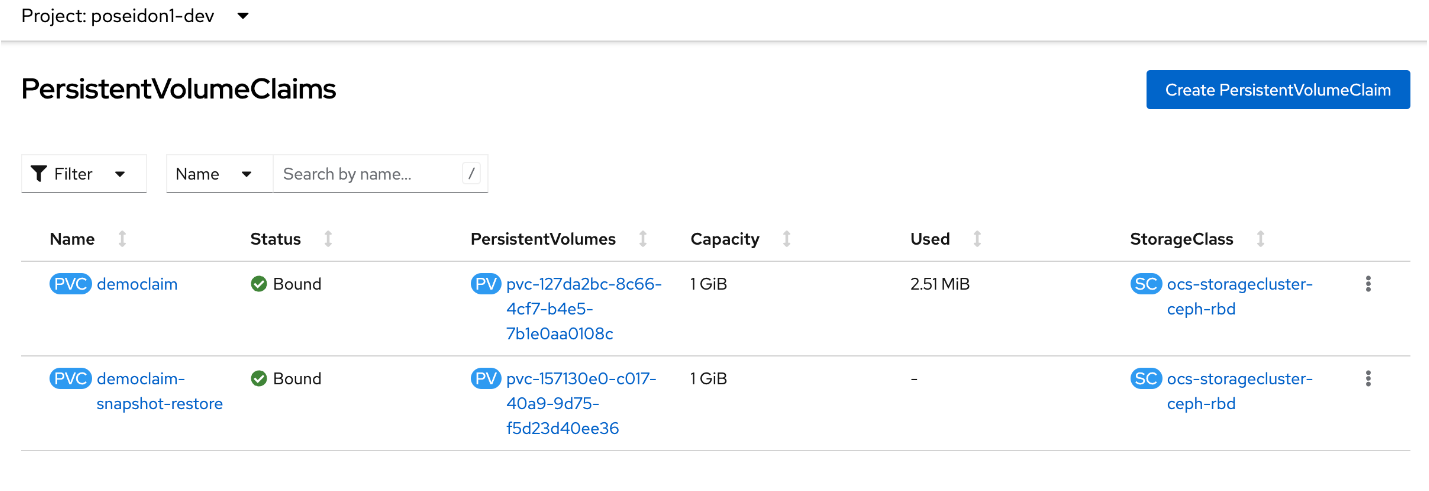 Project: poseidon1-dev
PersistentVolumeClaims
Create PersistentVolumeClaim
Filter Name Search by name... /
Name Status PersistentVolumes Capacity Used StorageClass
PVC democlaim Bound PV pvc-127da2bc-8c66- 1 GiB 2.51 MiB SC ocs-storagecluster-
4cf7-b4e5- ceph-rbd
7b1e0aa0108c
PVC democlaim- Bound PV pvc-157130e0-c017- 1 GiB - SC ocs-storagecluster-
snapshot-restore 40a9-9d75- ceph-rbd
f5d23d40ee36